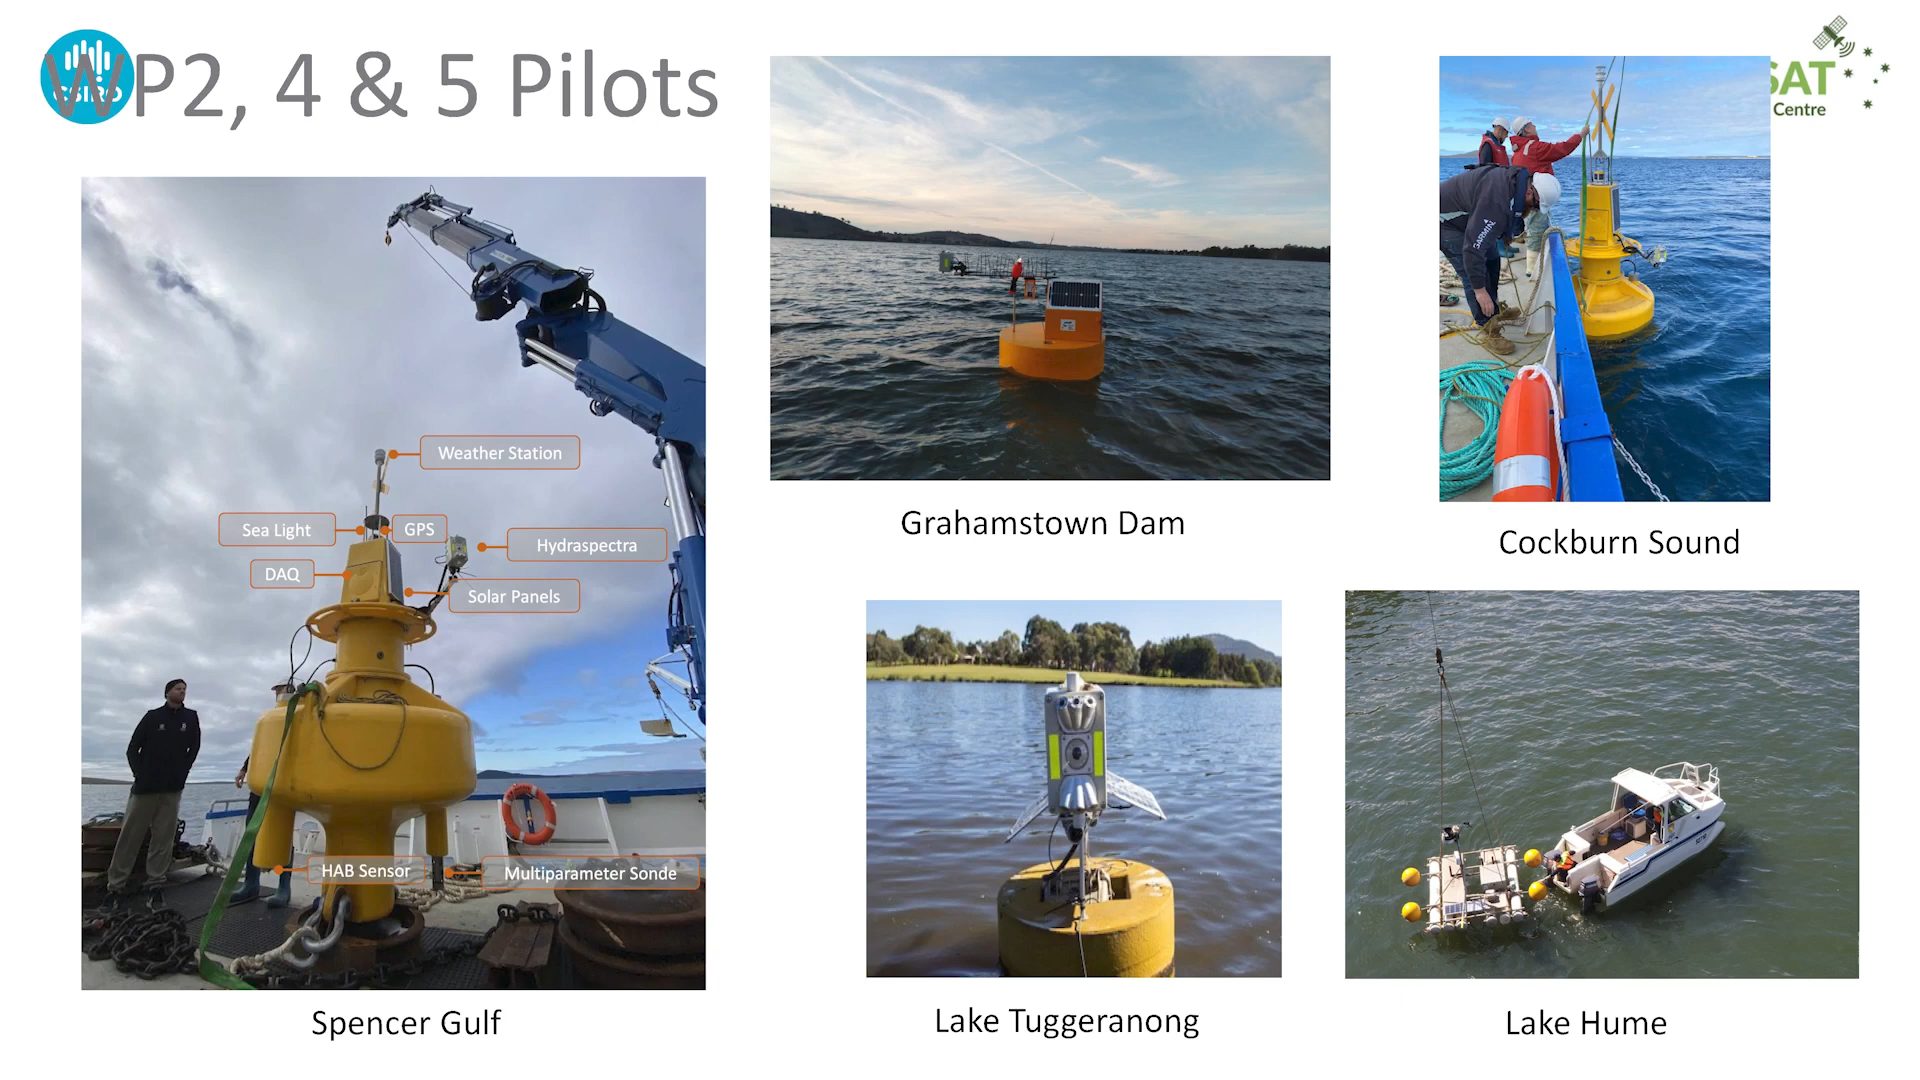 WP2, 4 & 5 Pilots
CSIRO
SAT
Centre
Weather Station
Sea Light
GPS
Hydraspectra
DAQ
Solar Panels
HAB Sensor
Multiparameter Sonde
Spencer Gulf
Grahamstown Dam
GARMIN
Cockburn Sound
Lake Tuggeranong
Lake Hume